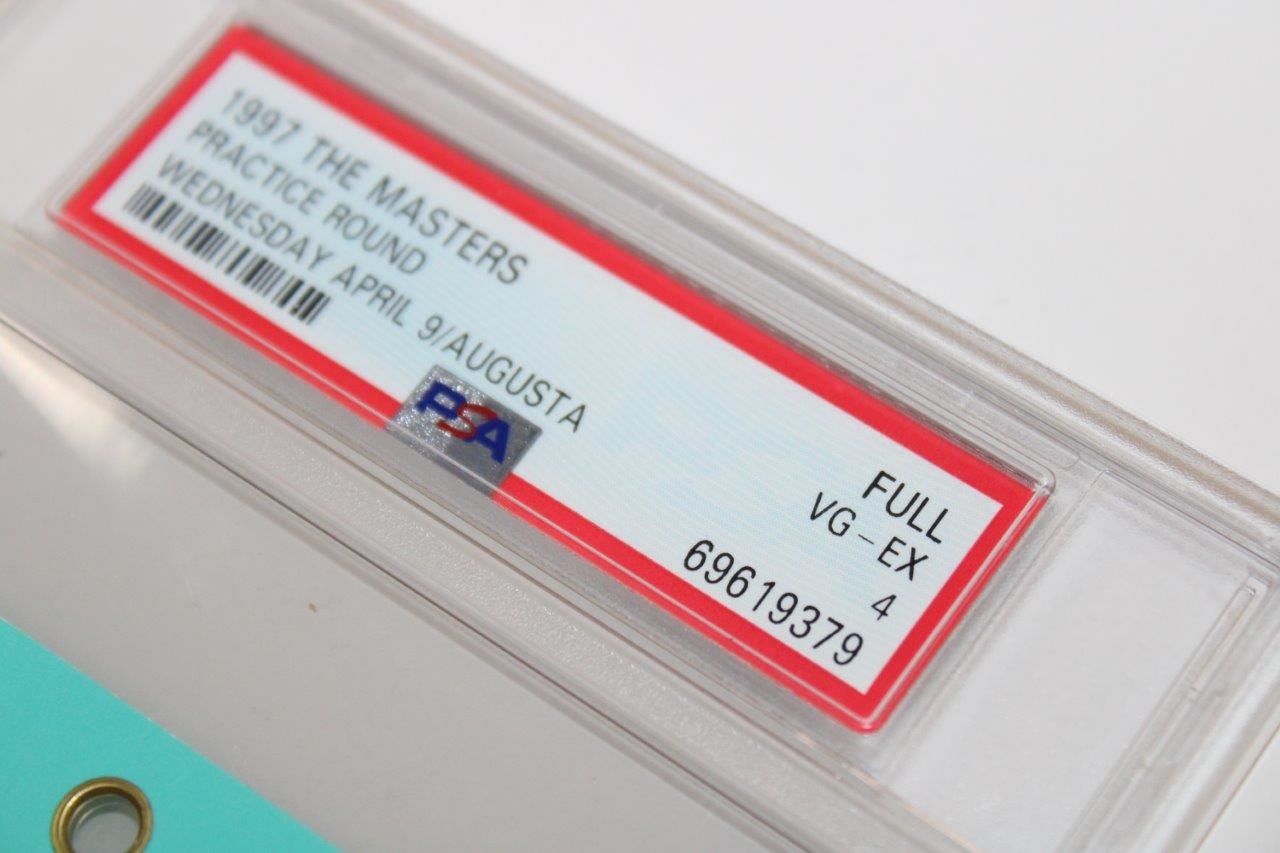 1997 THE MASTERS
PRACTICE ROUND
WEDNESDAY APRIL 9/AUGUSTA
PSA
FULL
VG-EX
4
69619379